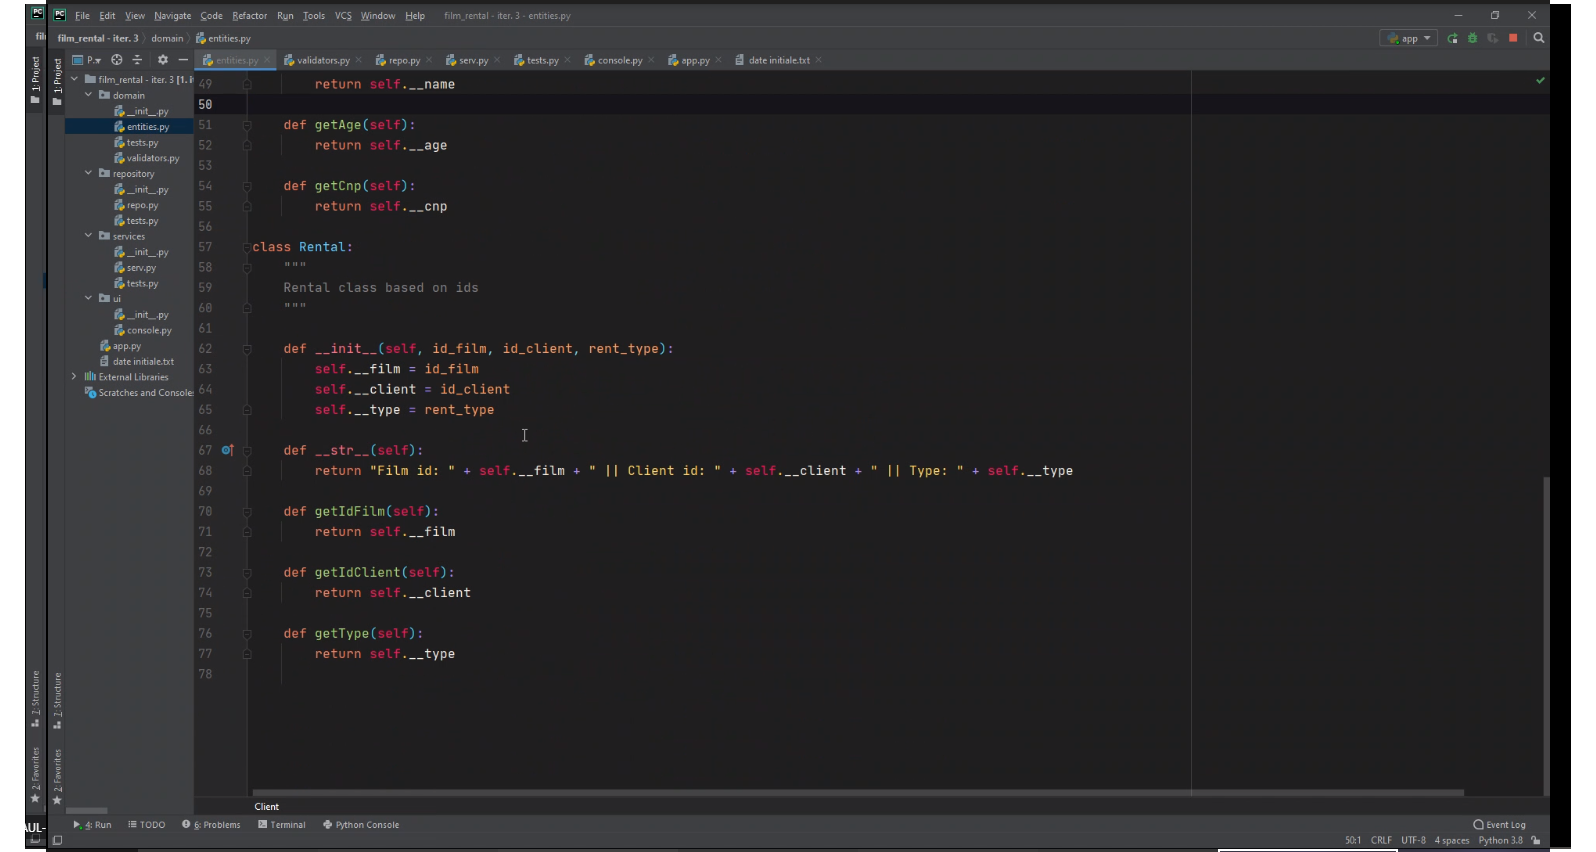 File Edit View Navigate Code Refactor Run Tools VCS Window Help film_rental - iter. 3 - entities.py
film_rental - iter. 3 domain entities.py app
P.. entities.py validators.py repo.py serv.py tests.py console.py app.py date initiale.txt
1: Project
1: Project
film_rental - iter. 3 [1. i
domain
__init__.py
entities.py
tests.py
validators.py
repository
__init__.py
repo.py
tests.py
services
__init__.py
serv.py
tests.py
ui
__init__.py
console.py
app.py
date initiale.txt
External Libraries
Scratches and Console
49 return self.__name
50
51 def getAge(self):
52 return self.__age
53
54 def getCnp(self):
55 return self.__cnp
56
57 class Rental:
58 """
59 Rental class based on ids
60 """
61
62 def __init__(self, id_film, id_client, rent_type):
63 self.__film = id_film
64 self.__client = id_client
65 self.__type = rent_type
66
67 def __str__(self):
68 return "Film id: " + self.__film + " || Client id: " + self.__client + " || Type: " + self.__type
69
70 def getIdFilm(self):
71 return self.__film
72
73 def getIdClient(self):
74 return self.__client
75
76 def getType(self):
77 return self.__type
78
7: Structure
7: Structure
2: Favorites
2: Favorites
Client
4: Run TODO 6: Problems Terminal Python Console Event Log
50:1 CRLF UTF-8 4 spaces Python 3.8